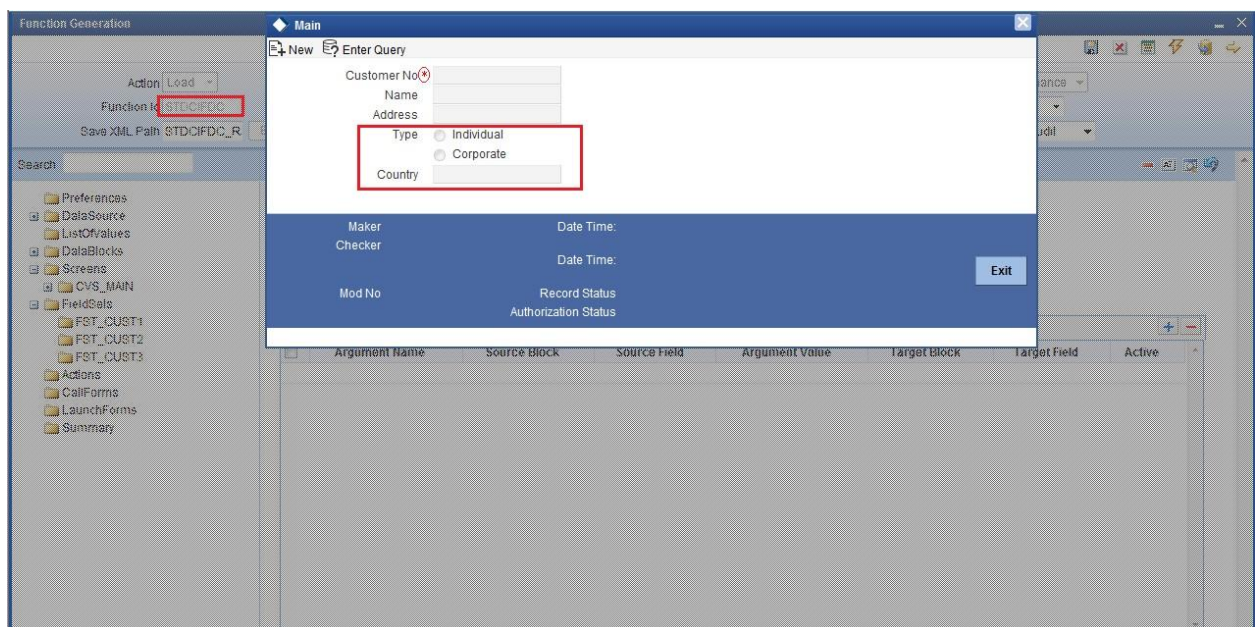 Function Generation
Main
New Enter Query
Action Load
Customer No
Name
Function Id STDCIFDC
Address
Save XML Path STDCIFDC_R
Type Individual
Corporate
Country
Search
Preferences
DataSource
ListOfValues
DataBlocks
Screens
CVS_MAIN
FieldSets
FST_CUST1
FST_CUST2
FST_CUST3
Actions
CallForms
LaunchForms
Summary
Maker Date Time:
Checker
Date Time:
Exit
Mod No Record Status
Authorization Status
Argument Name Source Block Source Field Argument Value Target Block Target Field Active